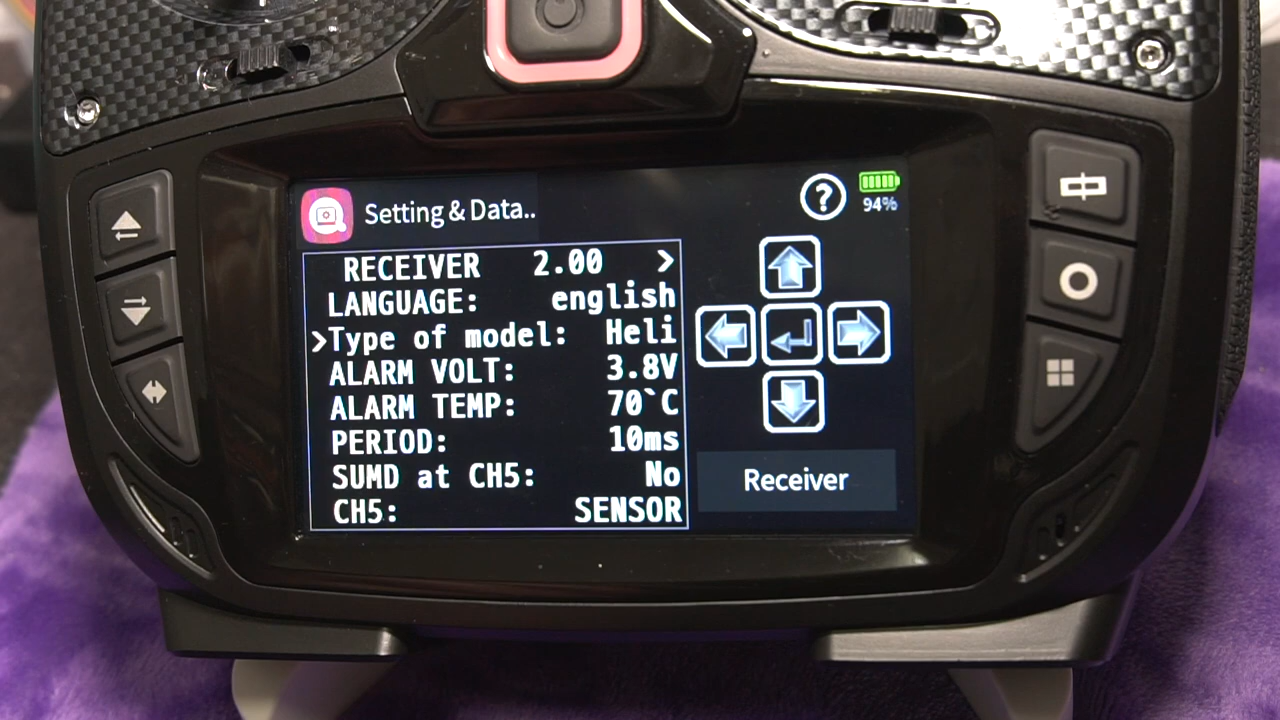 Setting & Data..
?
94%
RECEIVER 2.00 >
LANGUAGE: english
>Type of model: Heli
ALARM VOLT: 3.8V
ALARM TEMP: 70`C
PERIOD: 10ms
SUMD at CH5: No
CH5: SENSOR
Receiver